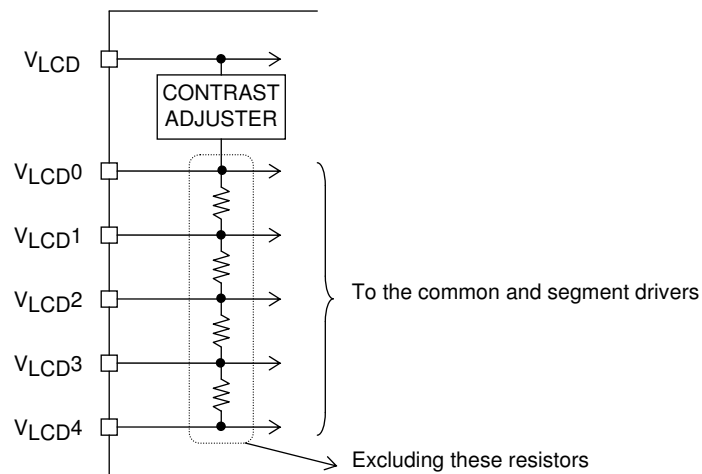 VLCD
CONTRAST
ADJUSTER
VLCD0
VLCD1
VLCD2
To the common and segment drivers
VLCD3
VLCD4
Excluding these resistors